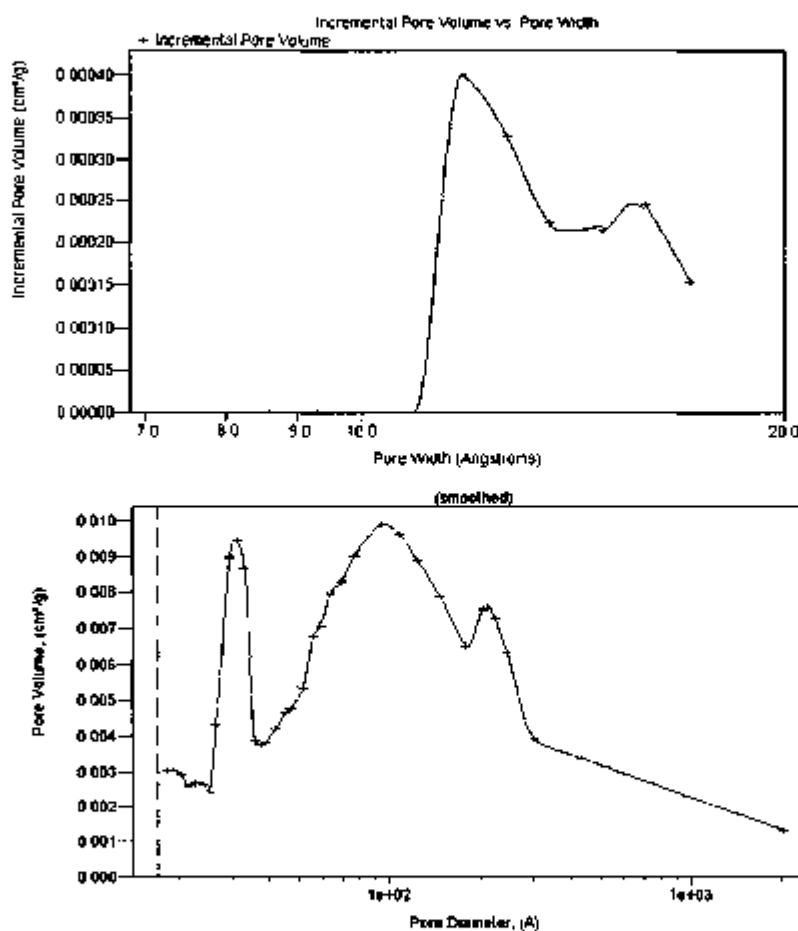 Incremental Pore Volume vs. Pore Width
+ Incremental Pore Volume
Incremental Pore Volume (cm³/g)
0.00040
0.00035
0.00030
0.00025
0.00020
0.00015
0.00010
0.00005
0.00000
7.0 8.0 9.0 10.0 20.0
Pore Width (Angstroms)
(smoothed)
Pore Volume, (cm³/g)
0.010
0.009
0.008
0.007
0.006
0.005
0.004
0.003
0.002
0.001
0.000
1e+02 1e+03
Pore Diameter, (A)